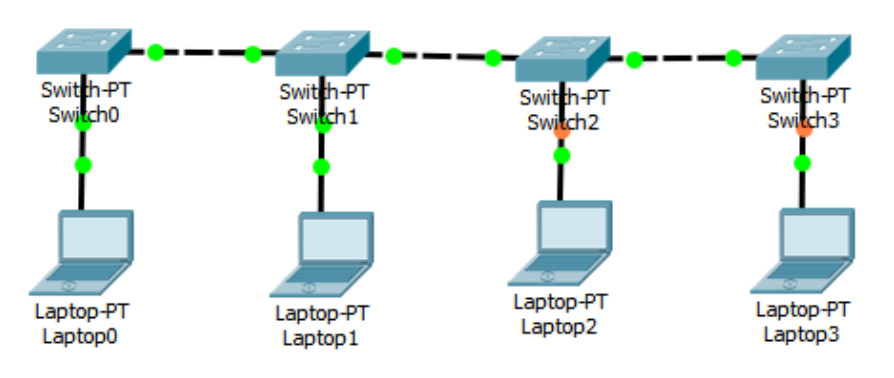 Switch-PT
Switch0
Switch-PT
Switch1
Switch-PT
Switch2
Switch-PT
Switch3
Laptop-PT
Laptop0
Laptop-PT
Laptop1
Laptop-PT
Laptop2
Laptop-PT
Laptop3